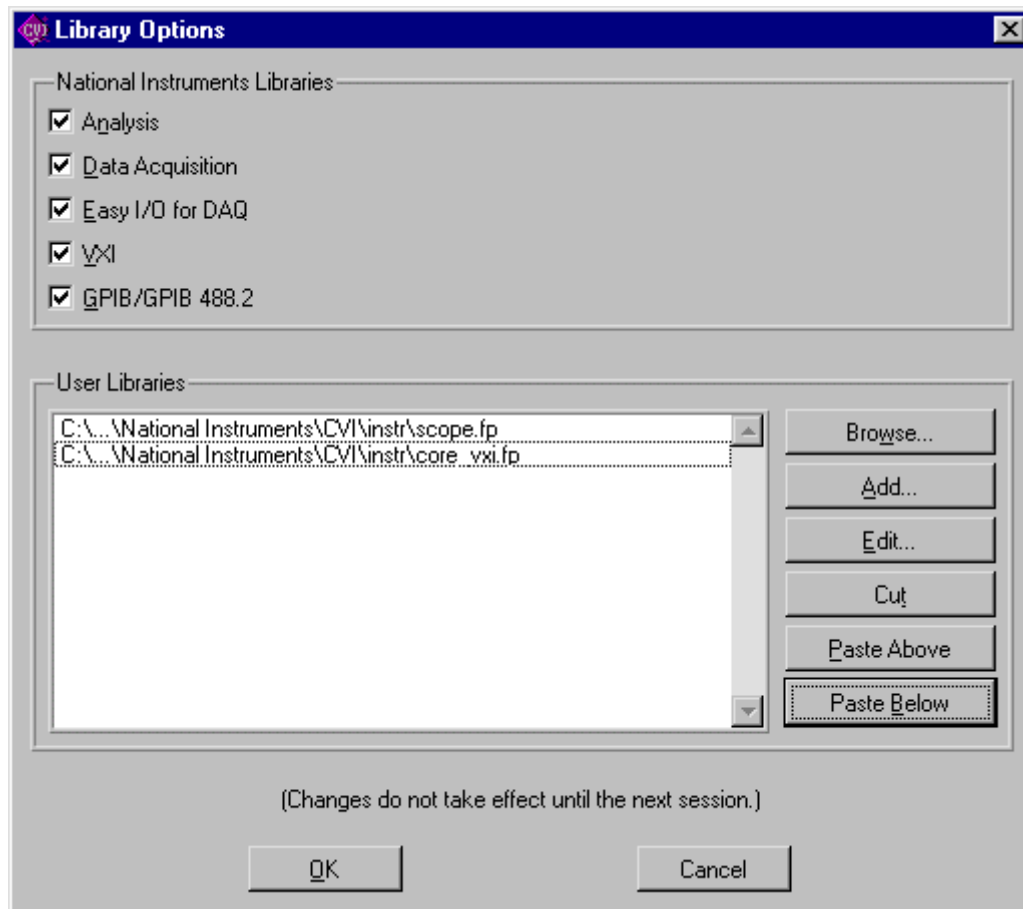 CVI Library Options
National Instruments Libraries
Analysis
Data Acquisition
Easy I/O for DAQ
VXI
GPIB/GPIB 488.2
User Libraries
C:\...\National Instruments\CVI\instr\scope.fp
C:\...\National Instruments\CVI\instr\core_vxi.fp
Browse...
Add...
Edit...
Cut
Paste Above
Paste Below
(Changes do not take effect until the next session.)
OK
Cancel